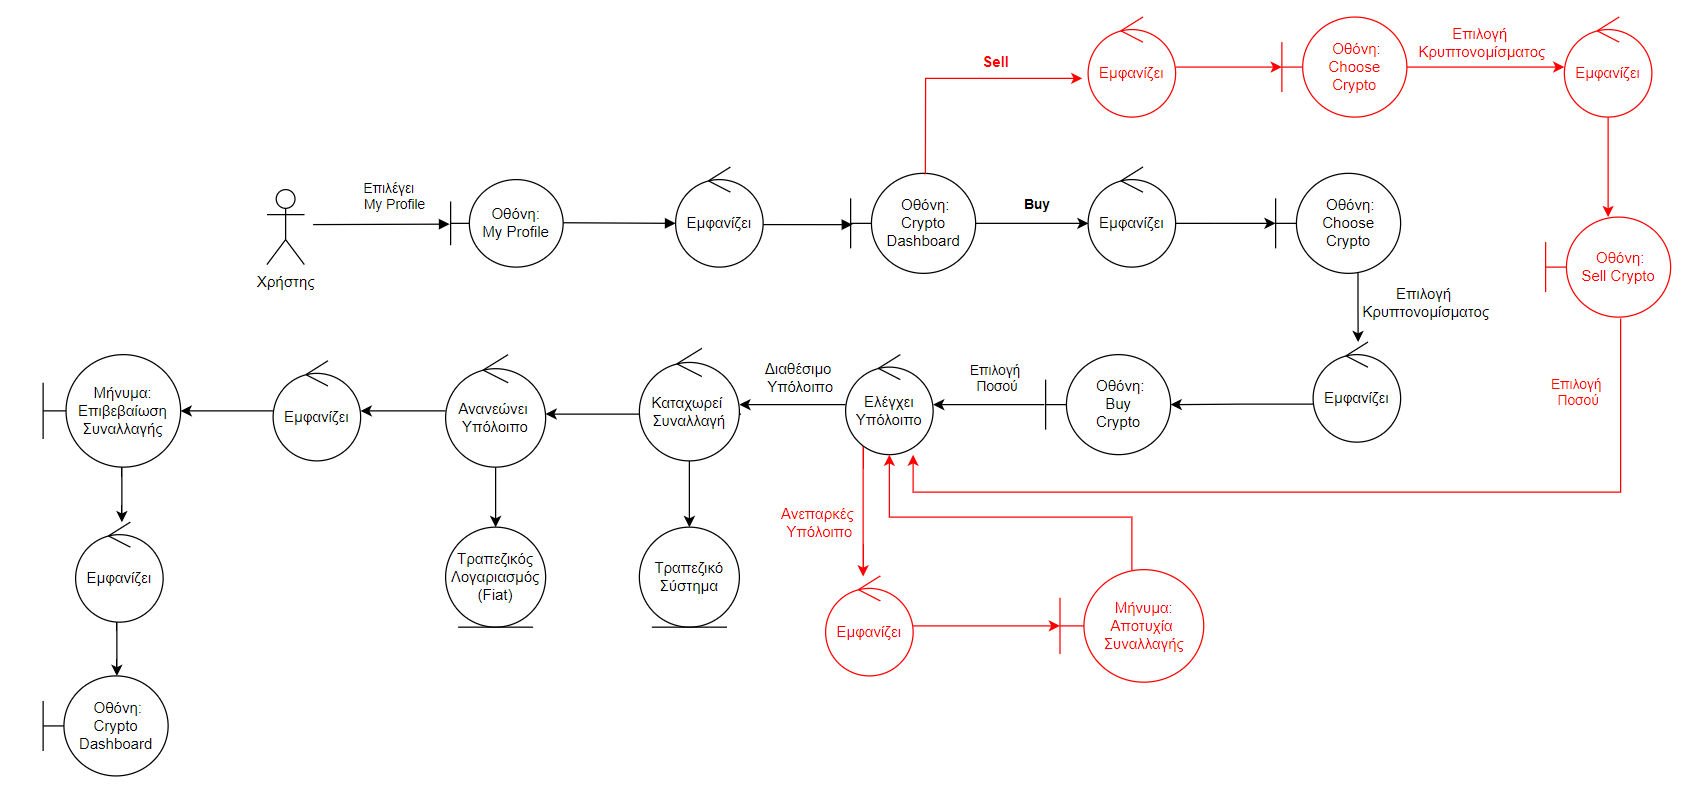 Sell
Εμφανίζει
Οθόνη:
Choose
Crypto
Επιλογή
Κρυπτονομίσματος
Εμφανίζει
Χρήστης
Επιλέγει
My Profile
Οθόνη:
My Profile
Εμφανίζει
Οθόνη:
Crypto
Dashboard
Buy
Εμφανίζει
Οθόνη:
Choose
Crypto
Οθόνη:
Sell Crypto
Επιλογή
Κρυπτονομίσματος
Μήνυμα:
Επιβεβαίωση
Συναλλαγής
Εμφανίζει
Ανανεώνει
Υπόλοιπο
Καταχωρεί
Συναλλαγή
Διαθέσιμο
Υπόλοιπο
Ελέγχει
Υπόλοιπο
Επιλογή
Ποσού
Οθόνη:
Buy
Crypto
Εμφανίζει
Επιλογή
Ποσού
Ανεπαρκές
Υπόλοιπο
Εμφανίζει
Τραπεζικός
Λογαριασμός
(Fiat)
Τραπεζικό
Σύστημα
Εμφανίζει
Μήνυμα:
Αποτυχία
Συναλλαγής
Οθόνη:
Crypto
Dashboard